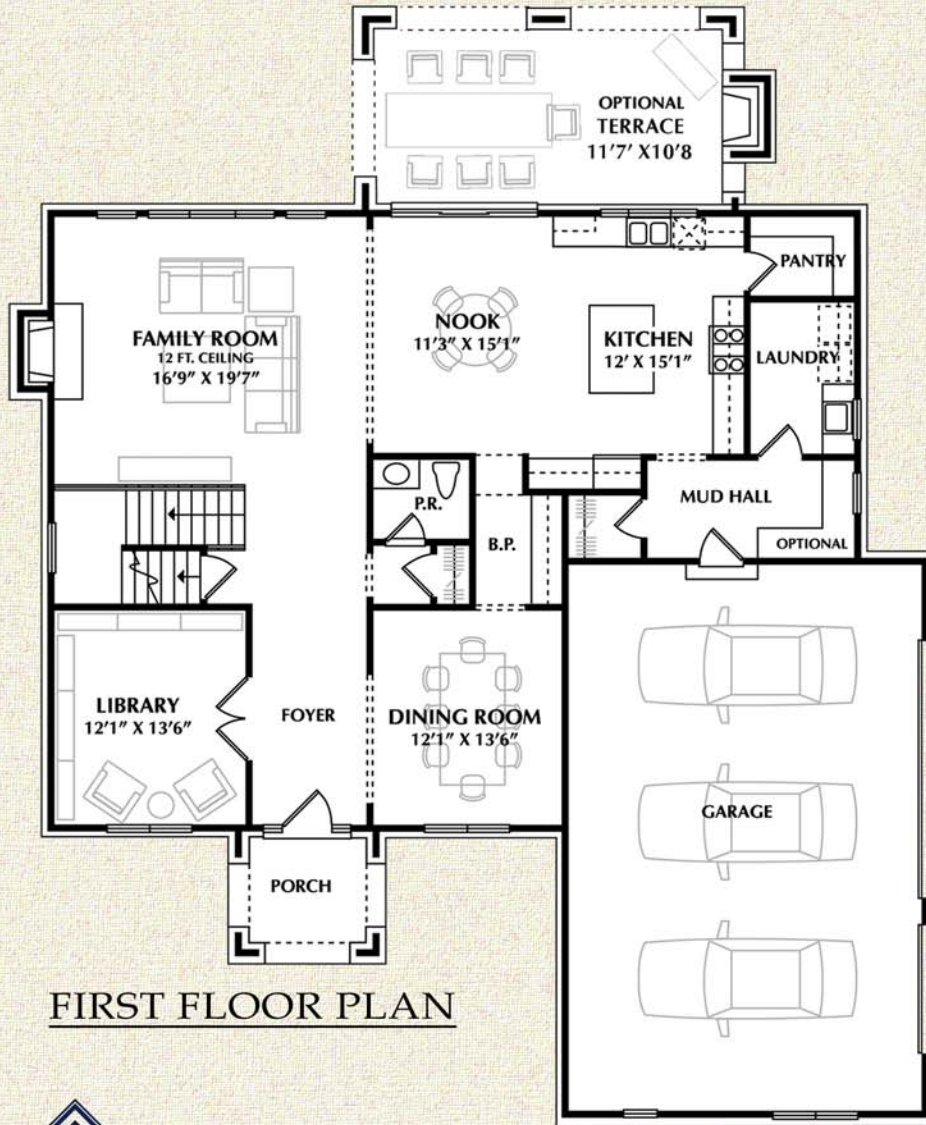 OPTIONAL
TERRACE
11'7' X10'8
PANTRY
FAMILY ROOM
12 FT. CEILING
16'9" X 19'7"
NOOK
11'3" X 15'1"
KITCHEN
12' X 15'1"
LAUNDRY
P.R.
B.P.
MUD HALL
OPTIONAL
LIBRARY
12'1" X 13'6"
FOYER
DINING ROOM
12'1" X 13'6"
GARAGE
PORCH
FIRST FLOOR PLAN